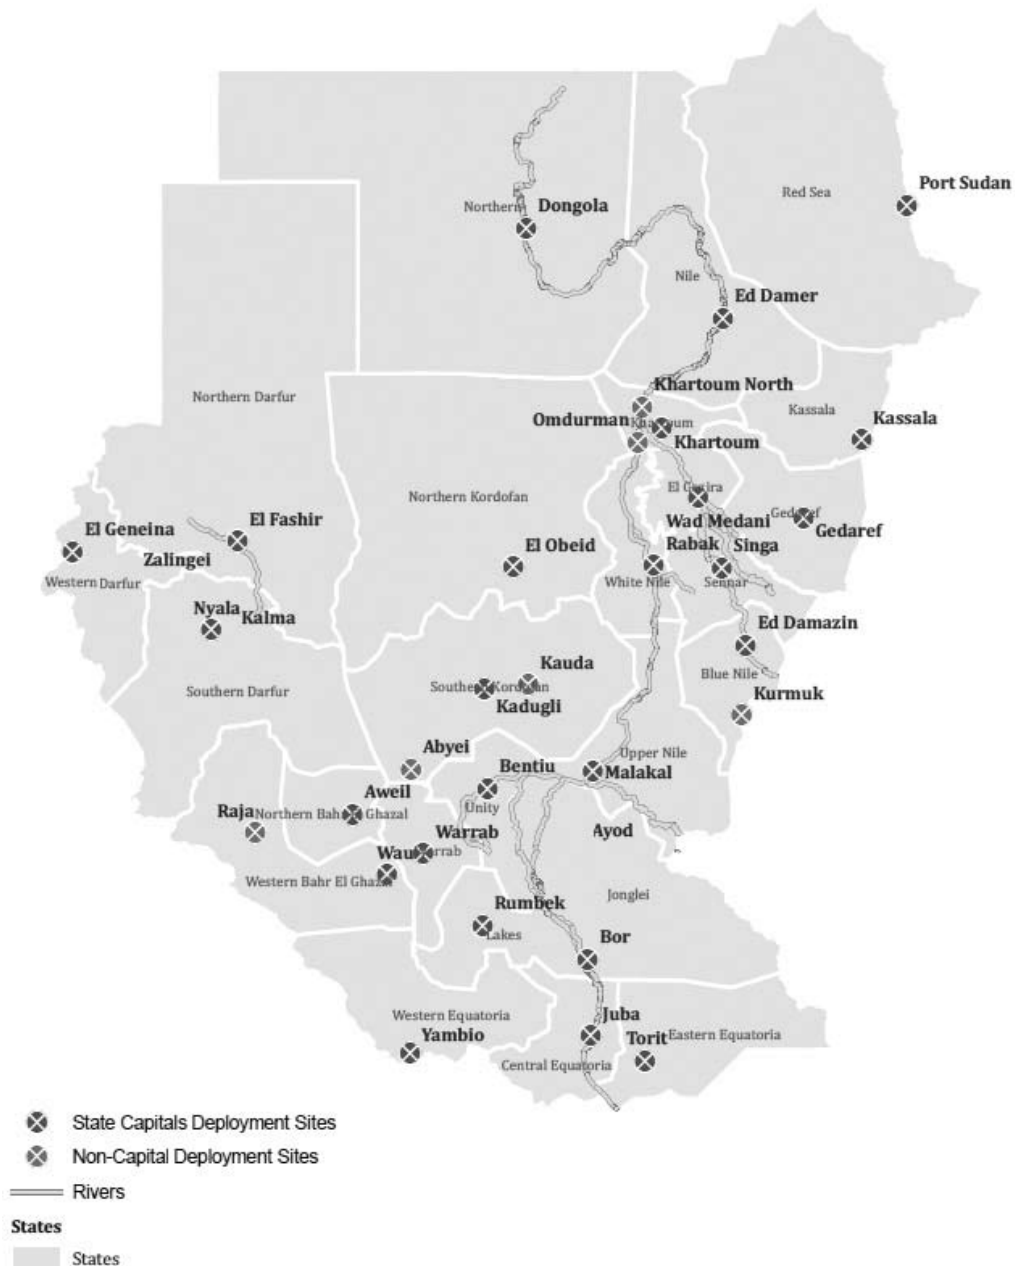 Port Sudan
Red Sea
Northern
Dongola
Nile
Ed Damer
Khartoum North
Northern Darfur
Kassala
Kassala
Omdurman
Khartoum
Khartoum
Northern Kordofan
El Gezira
Gedaref
Wad Medani
Gedaref
El Geneina
El Fashir
El Obeid
Rabak
Singa
Zalingei
Western Darfur
White Nile
Sennar
Nyala
Kalma
Ed Damazin
Blue Nile
Southern Darfur
Southern Kordofan
Kauda
Kadugli
Kurmuk
Abyei
Upper Nile
Bentiu
Malakal
Aweil
Unity
Raja
Northern Bahr El Ghazal
Ayod
Warrab
Wau
Warrab
Western Bahr El Ghazal
Jonglei
Rumbek
Lakes
Bor
Western Equatoria
Juba
Yambio
Torit
Eastern Equatoria
Central Equatoria
State Capitals Deployment Sites
Non-Capital Deployment Sites
Rivers
States
States